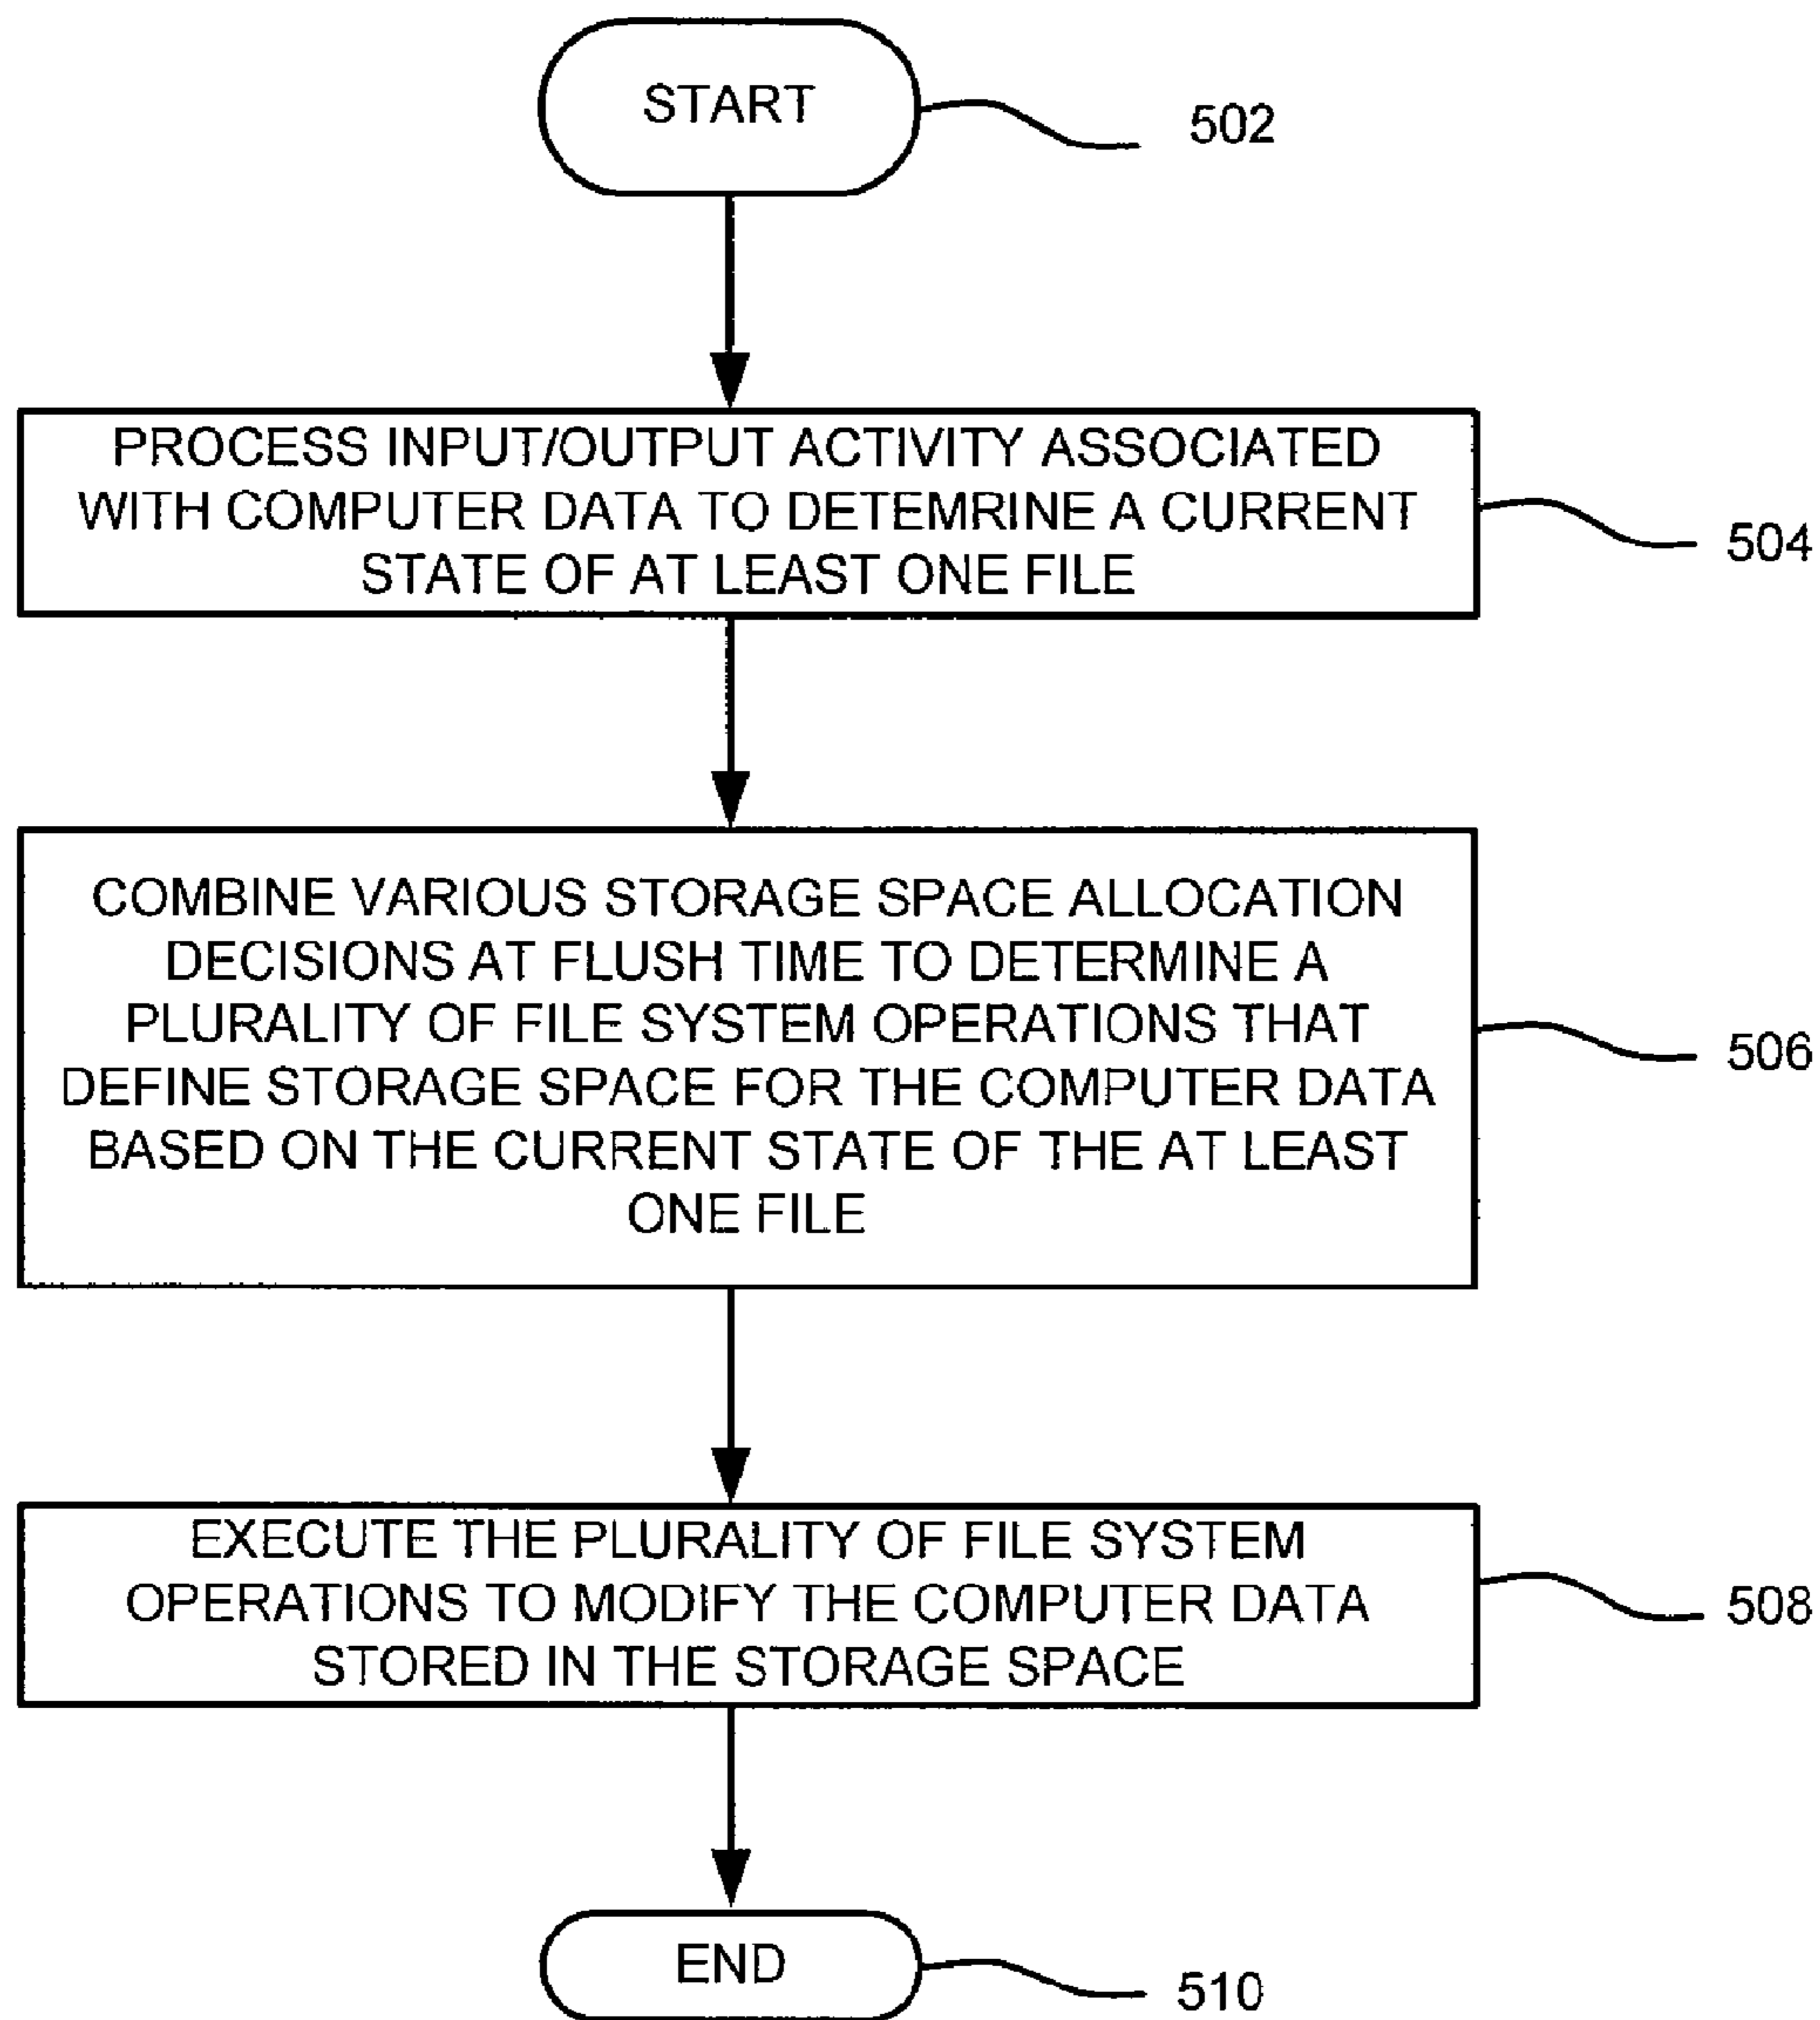 START
502
PROCESS INPUT/OUTPUT ACTIVITY ASSOCIATED
WITH COMPUTER DATA TO DETEMRINE A CURRENT
STATE OF AT LEAST ONE FILE
504
COMBINE VARIOUS STORAGE SPACE ALLOCATION
DECISIONS AT FLUSH TIME TO DETERMINE A
PLURALITY OF FILE SYSTEM OPERATIONS THAT
DEFINE STORAGE SPACE FOR THE COMPUTER DATA
BASED ON THE CURRENT STATE OF THE AT LEAST
ONE FILE
506
EXECUTE THE PLURALITY OF FILE SYSTEM
OPERATIONS TO MODIFY THE COMPUTER DATA
STORED IN THE STORAGE SPACE
508
END
510